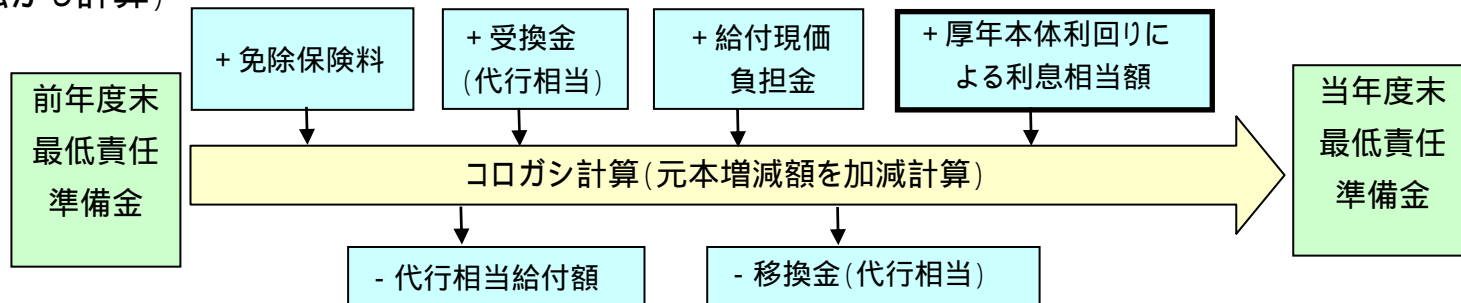 計算)
+ 免除保険料
+ 受換金
(代行相当)
+ 給付現価
負担金
+ 厚年本体利回りに
よる利息相当額
前年度末
最低責任
準備金
コロガシ計算(元本増減額を加減計算)
当年度末
最低責任
準備金
- 代行相当給付額
- 移換金(代行相当)